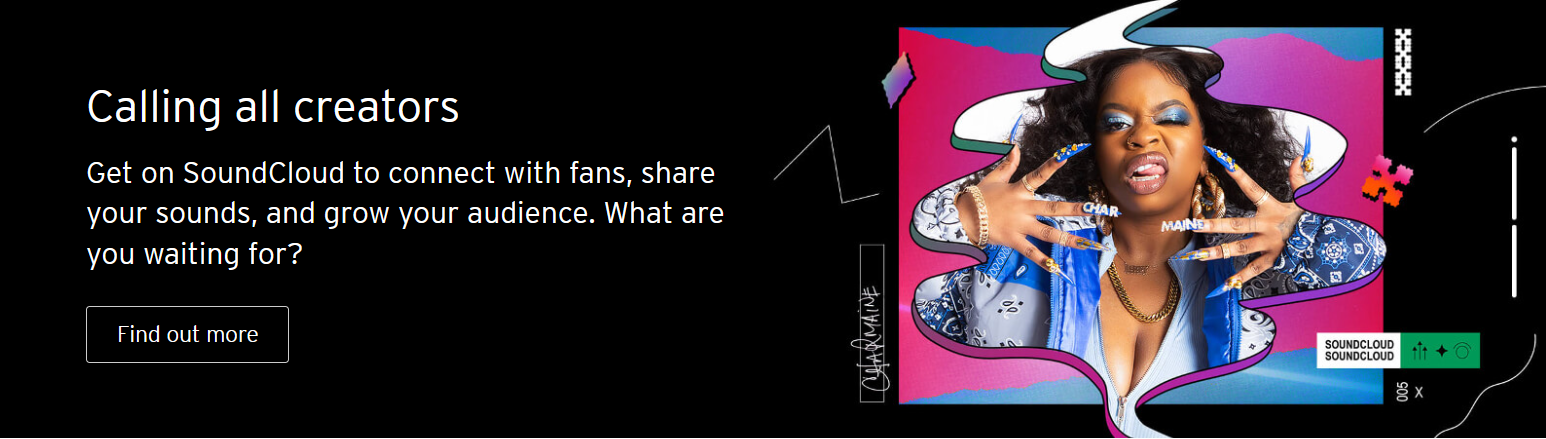 Calling all creators
Get on SoundCloud to connect with fans, share
your sounds, and grow your audience. What are
you waiting for?
Find out more
CHAR
MAINE
CHARMAINE
SOUNDCLOUD
SOUNDCLOUD
005 X